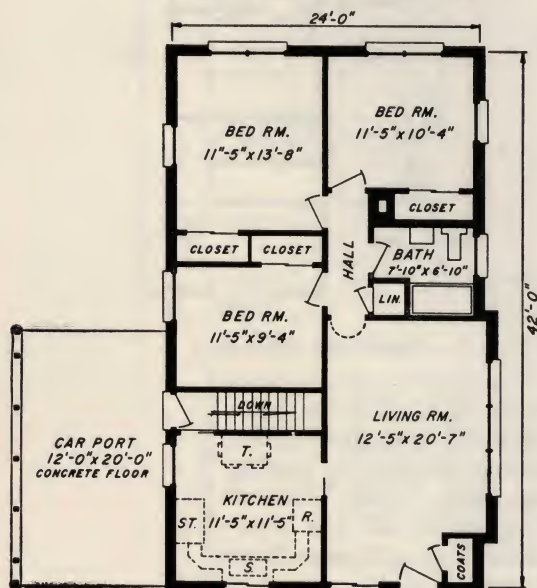 24'-0"
BED RM.
11"-5"x13'-8"
BED RM.
11'-5"x10'-4"
CLOSET
CLOSET
CLOSET
HALL
BATH
7'-10"x6'-10"
LIN.
42'-0"
BED RM.
11'-5"x9'-4"
DOWN
CAR PORT
12'-0"x20'-0"
CONCRETE FLOOR
LIVING RM.
12'-5"x20'-7"
T.
KITCHEN
11'-5"x11'-5"
ST.
R.
S.
COATS